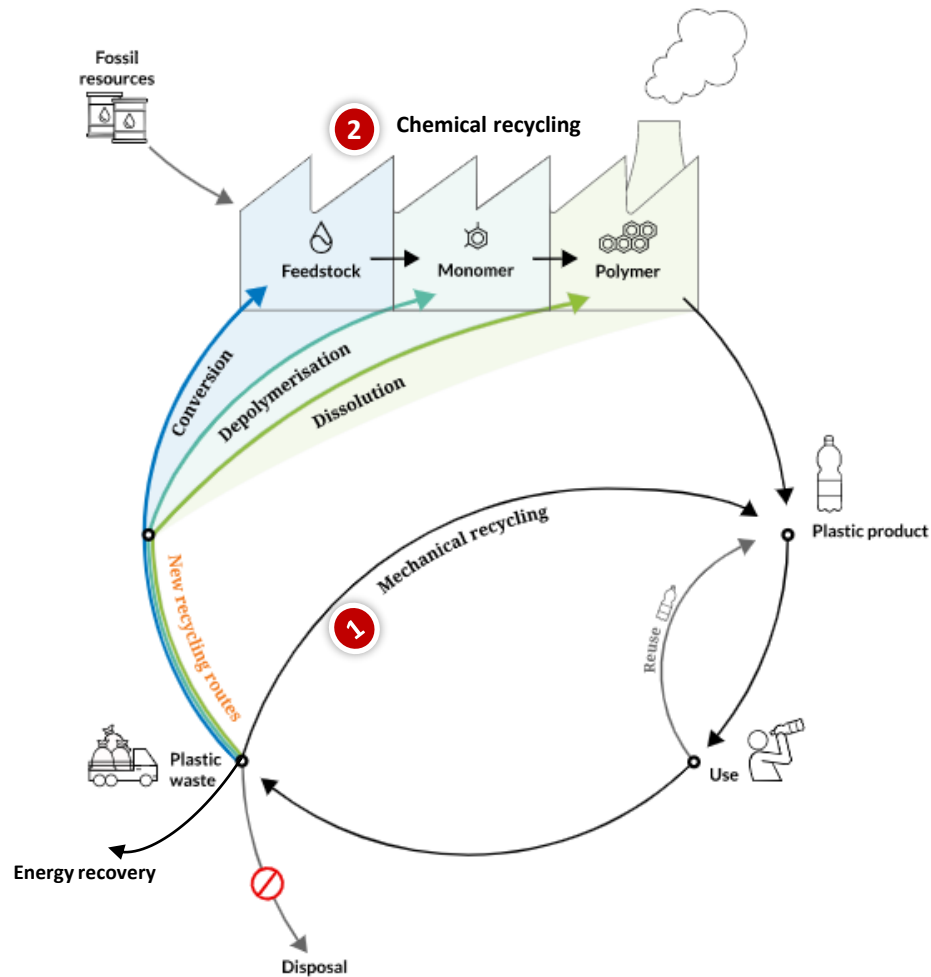 Fossil
resources
2
Chemical recycling
Feedstock
Monomer
Polymer
Conversion
Depolymerisation
Dissolution
Mechanical recycling
Plastic product
1
New recycling routes
Reuse
Plastic
waste
Use
Energy recovery
Disposal